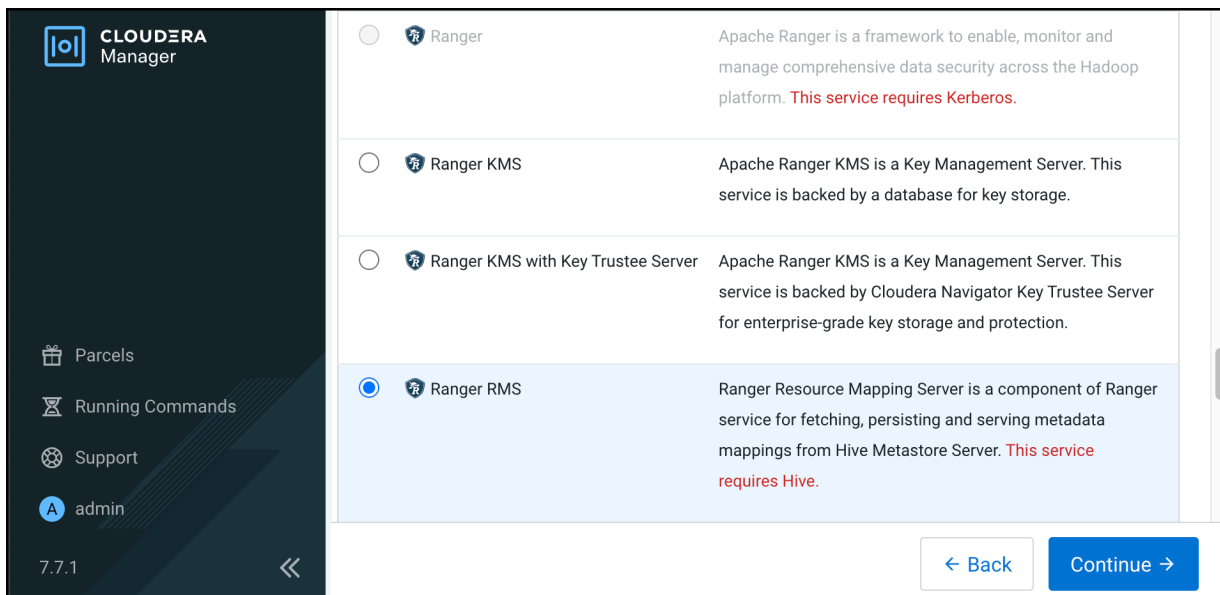 CLOUDERA
Manager
Parcels
Running Commands
Support
A admin
7.7.1
Ranger
Apache Ranger is a framework to enable, monitor and
manage comprehensive data security across the Hadoop
platform. This service requires Kerberos.
Ranger KMS
Apache Ranger KMS is a Key Management Server. This
service is backed by a database for key storage.
Ranger KMS with Key Trustee Server
Apache Ranger KMS is a Key Management Server. This
service is backed by Cloudera Navigator Key Trustee Server
for enterprise-grade key storage and protection.
Ranger RMS
Ranger Resource Mapping Server is a component of Ranger
service for fetching, persisting and serving metadata
mappings from Hive Metastore Server. This service
requires Hive.
← Back
Continue →